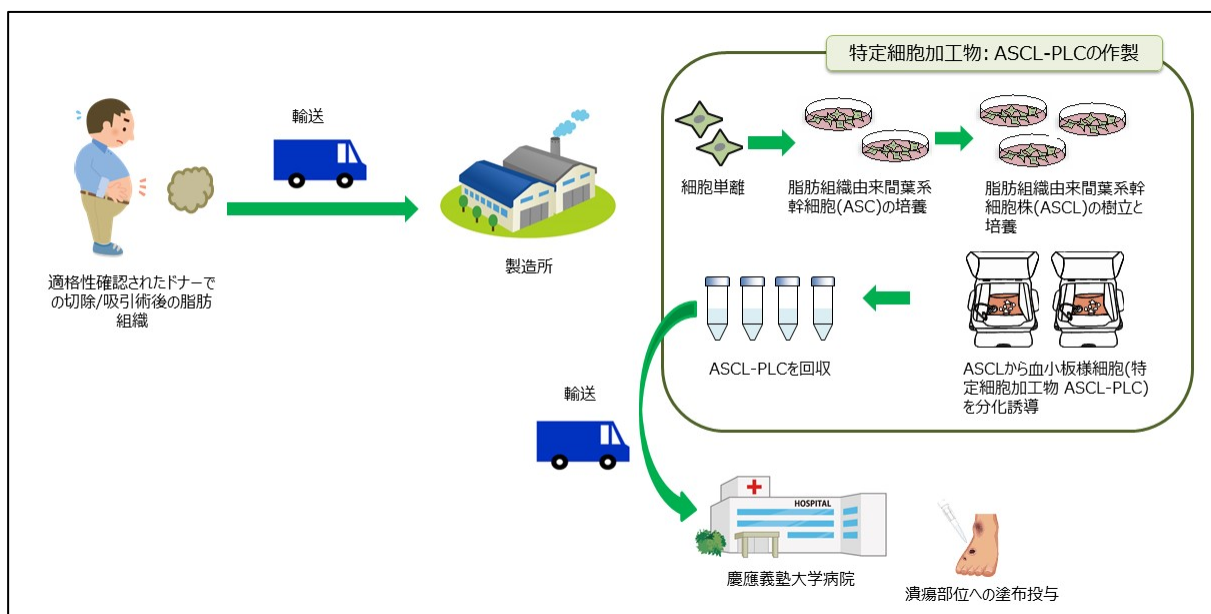 特定細胞加工物: ASCL-PLCの作製
輸送
細胞単離
脂肪組織由来間葉系
幹細胞(ASC)の培養
脂肪組織由来間葉系幹
細胞株(ASCL)の樹立と
培養
製造所
適格性確認されたドナーで
の切除/吸引術後の脂肪
組織
ASCL-PLCを回収
ASCLから血小板様細胞(特
定細胞加工物 ASCL-PLC)
を分化誘導
輸送
HOSPITAL
慶應義塾大学病院
潰瘍部位への塗布投与